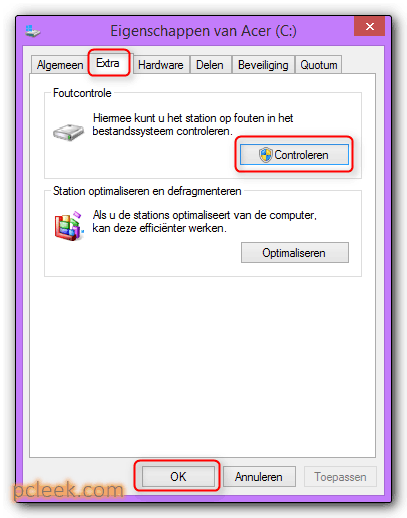 Eigenschappen van Acer (C:)
Algemeen Extra Hardware Delen Beveiliging Quotum
Foutcontrole
Hiermee kunt u het station op fouten in het
bestandssysteem controleren.
Controleren
Station optimaliseren en defragmenteren
Als u de stations optimaliseert van de computer,
kan deze efficiënter werken.
Optimaliseren
OK Annuleren Toepassen
pcleek.com